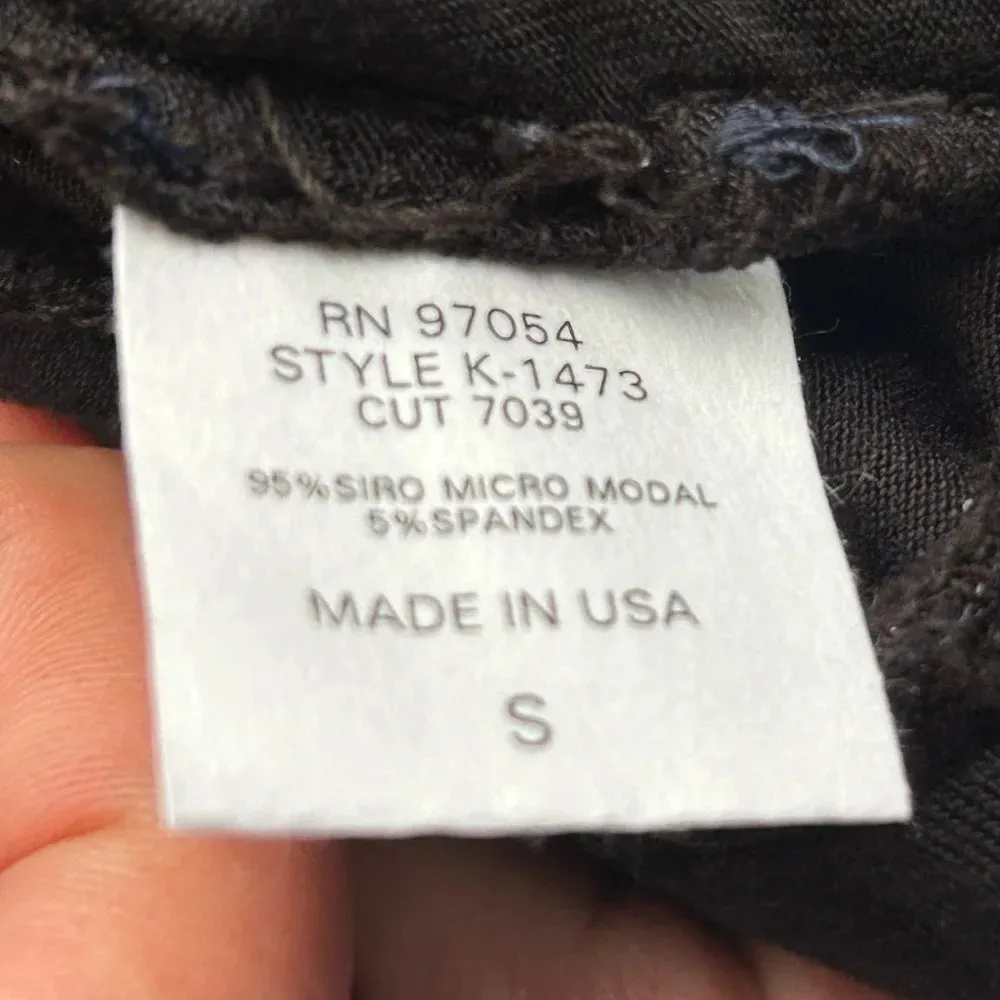 RN 97054
STYLE K-1473
CUT 7039
95%SIRO MICRO MODAL
5%SPANDEX
MADE IN USA
S